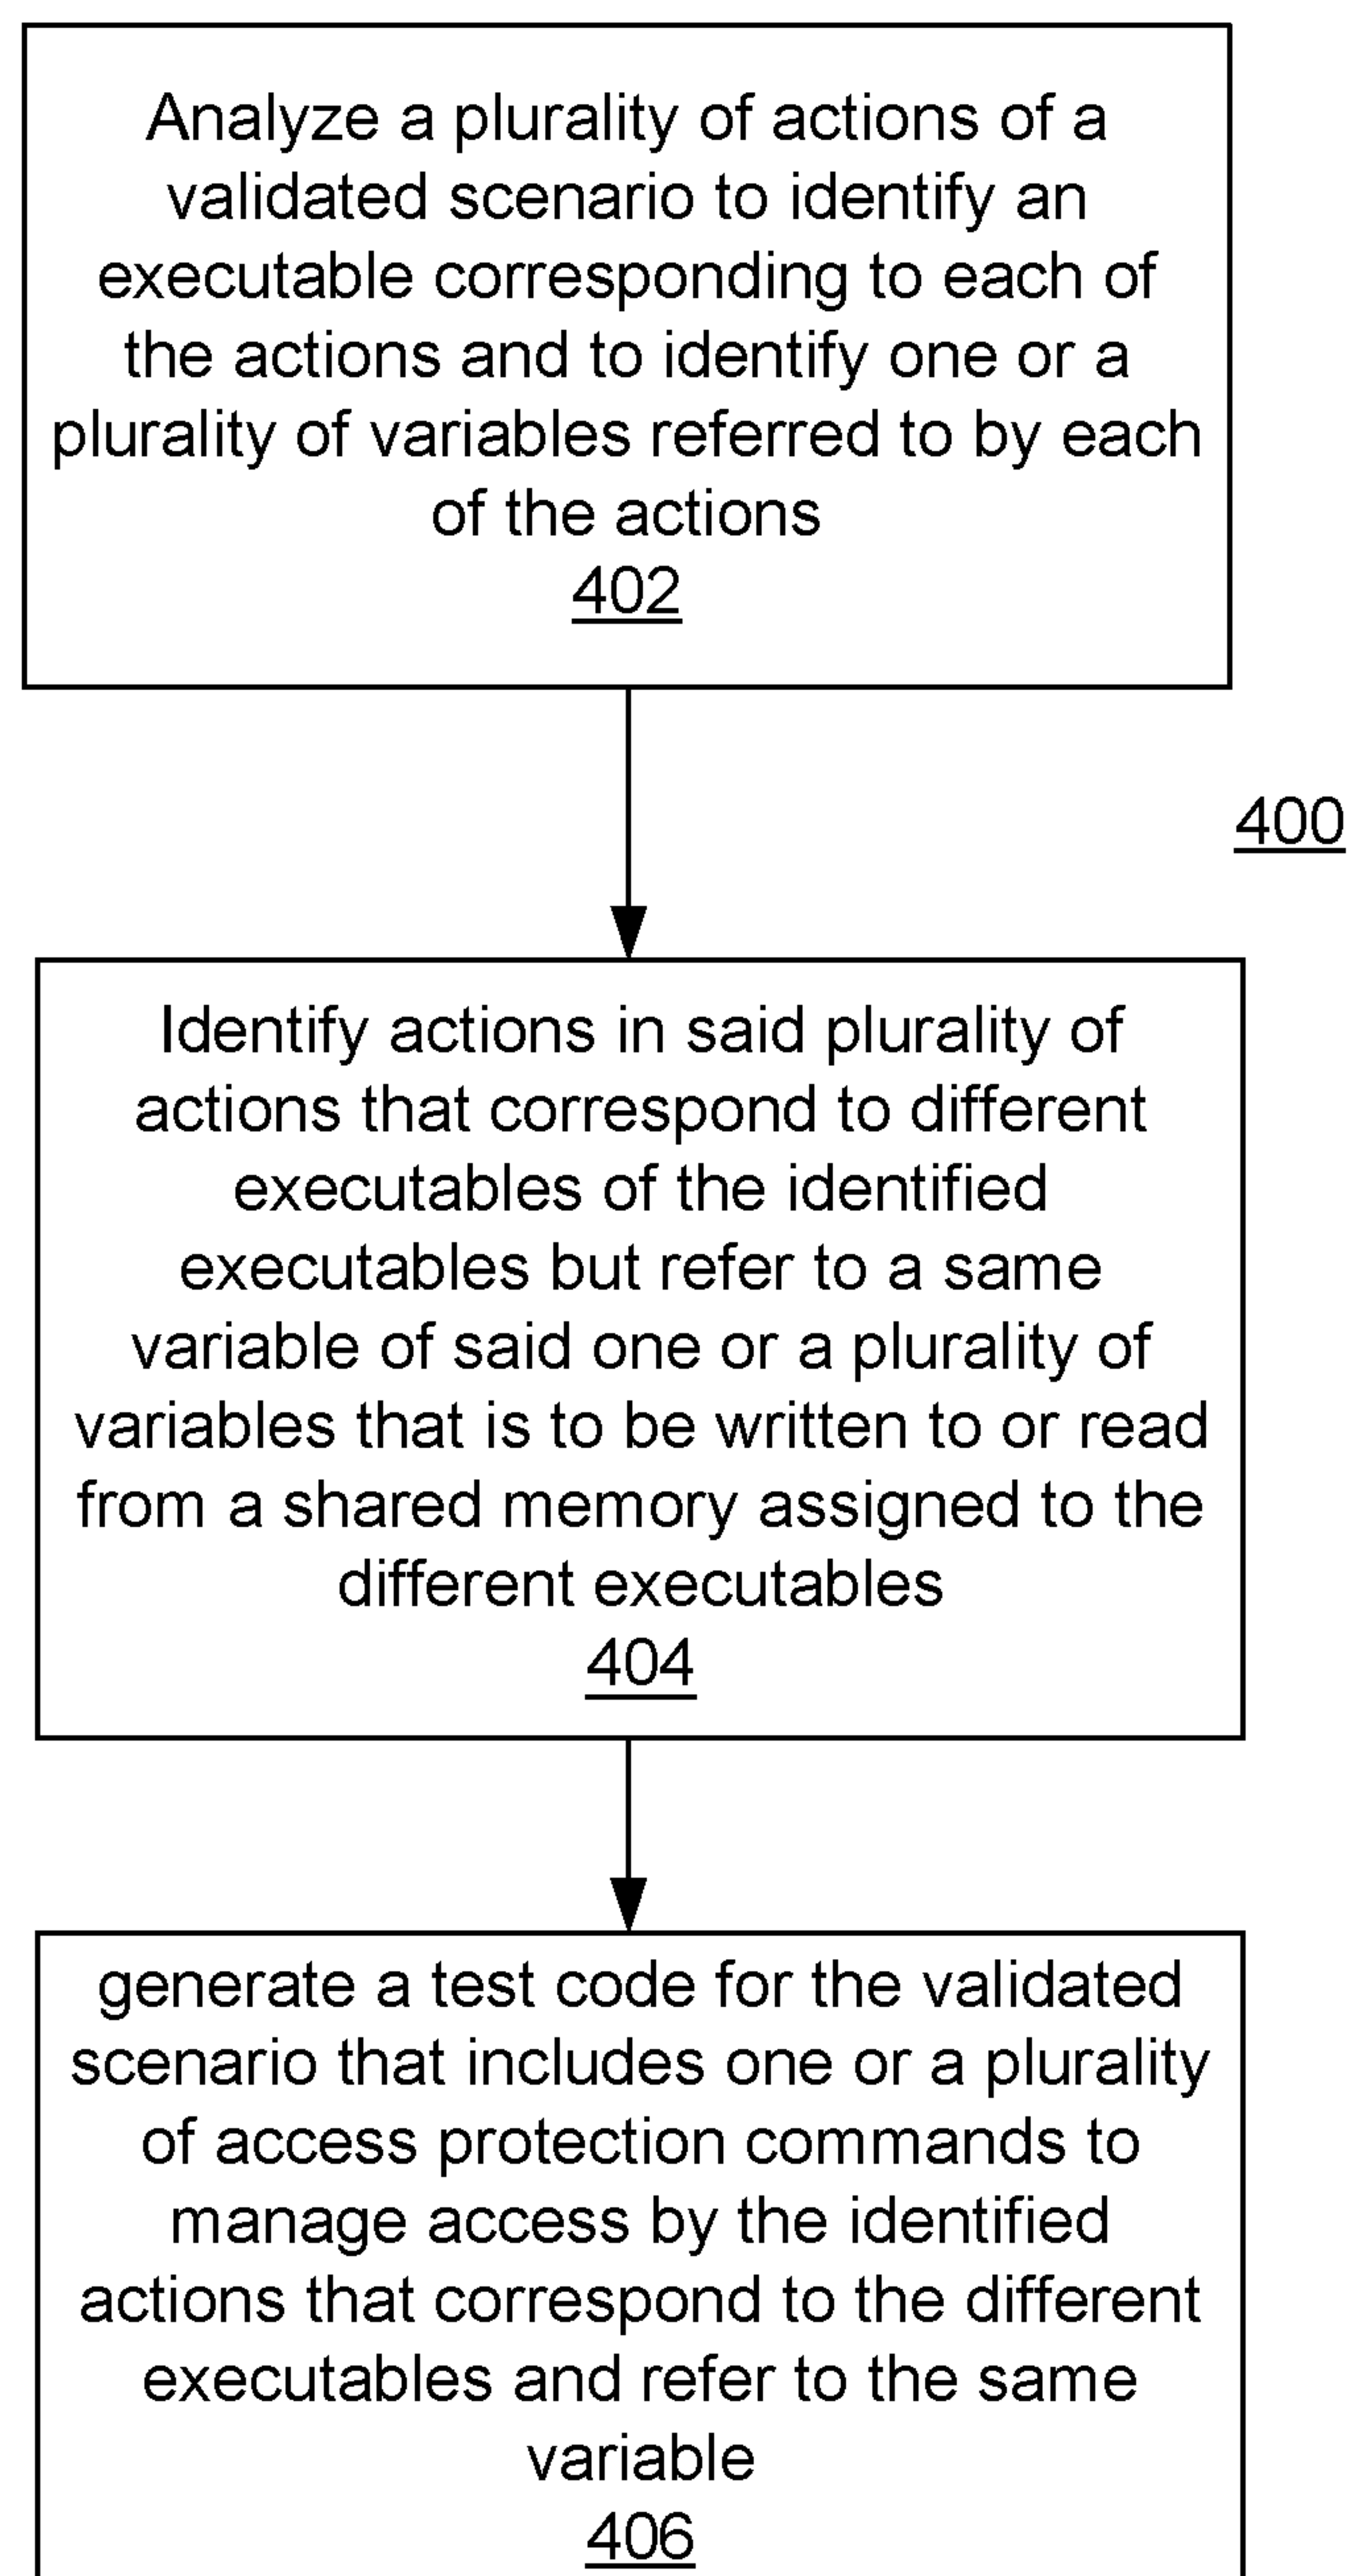 Analyze a plurality of actions of a
validated scenario to identify an
executable corresponding to each of
the actions and to identify one or a
plurality of variables referred to by each
of the actions
402
400
Identify actions in said plurality of
actions that correspond to different
executables of the identified
executables but refer to a same
variable of said one or a plurality of
variables that is to be written to or read
from a shared memory assigned to the
different executables
404
generate a test code for the validated
scenario that includes one or a plurality
of access protection commands to
manage access by the identified
actions that correspond to the different
executables and refer to the same
variable
406